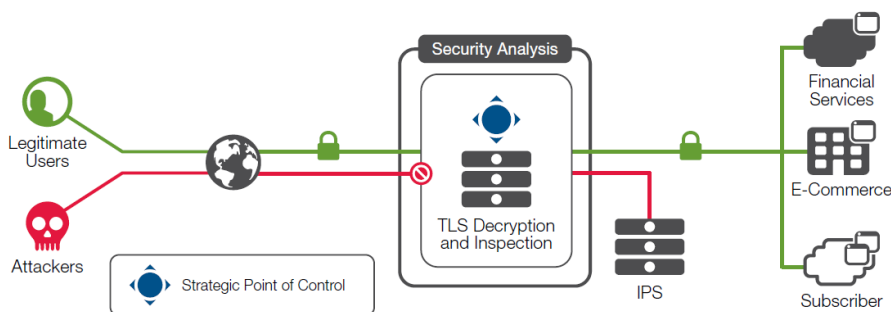 Security Analysis
Financial
Services
Legitimate
Users
E-Commerce
TLS Decryption
and Inspection
Attackers
Strategic Point of Control
IPS
Subscriber